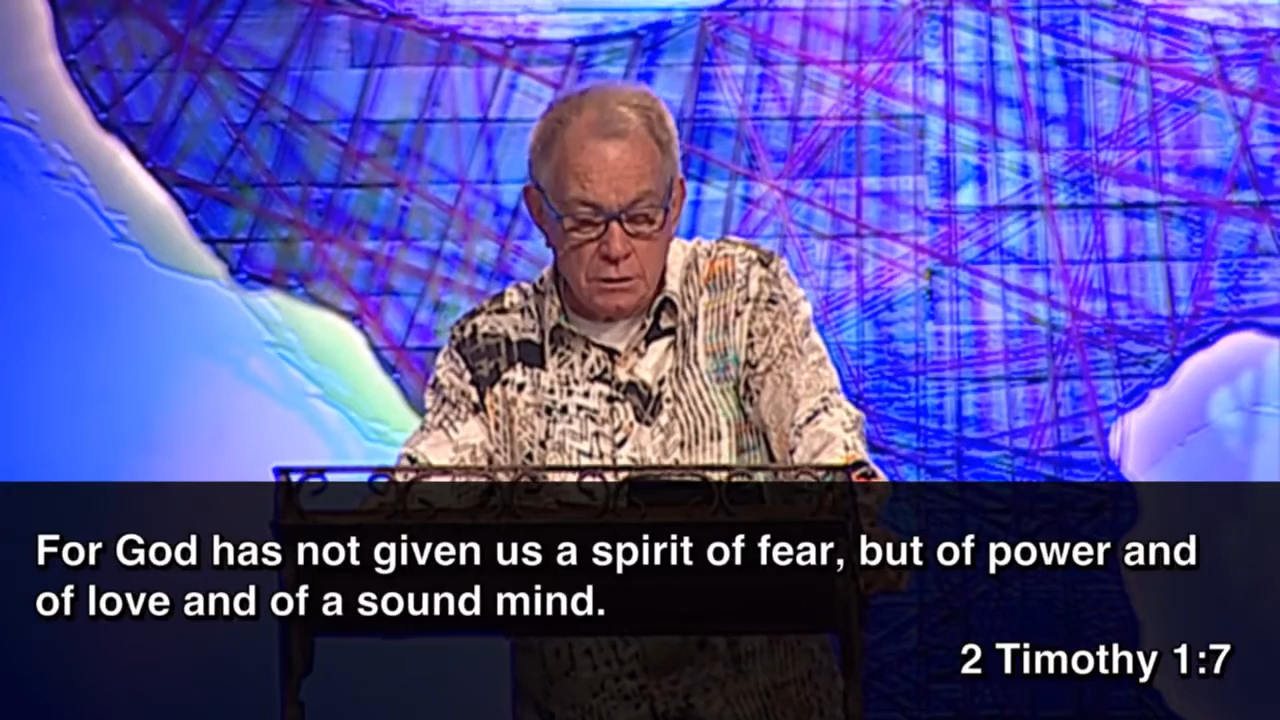 For God has not given us a spirit of fear, but of power and
of love and of a sound mind.
2 Timothy 1:7